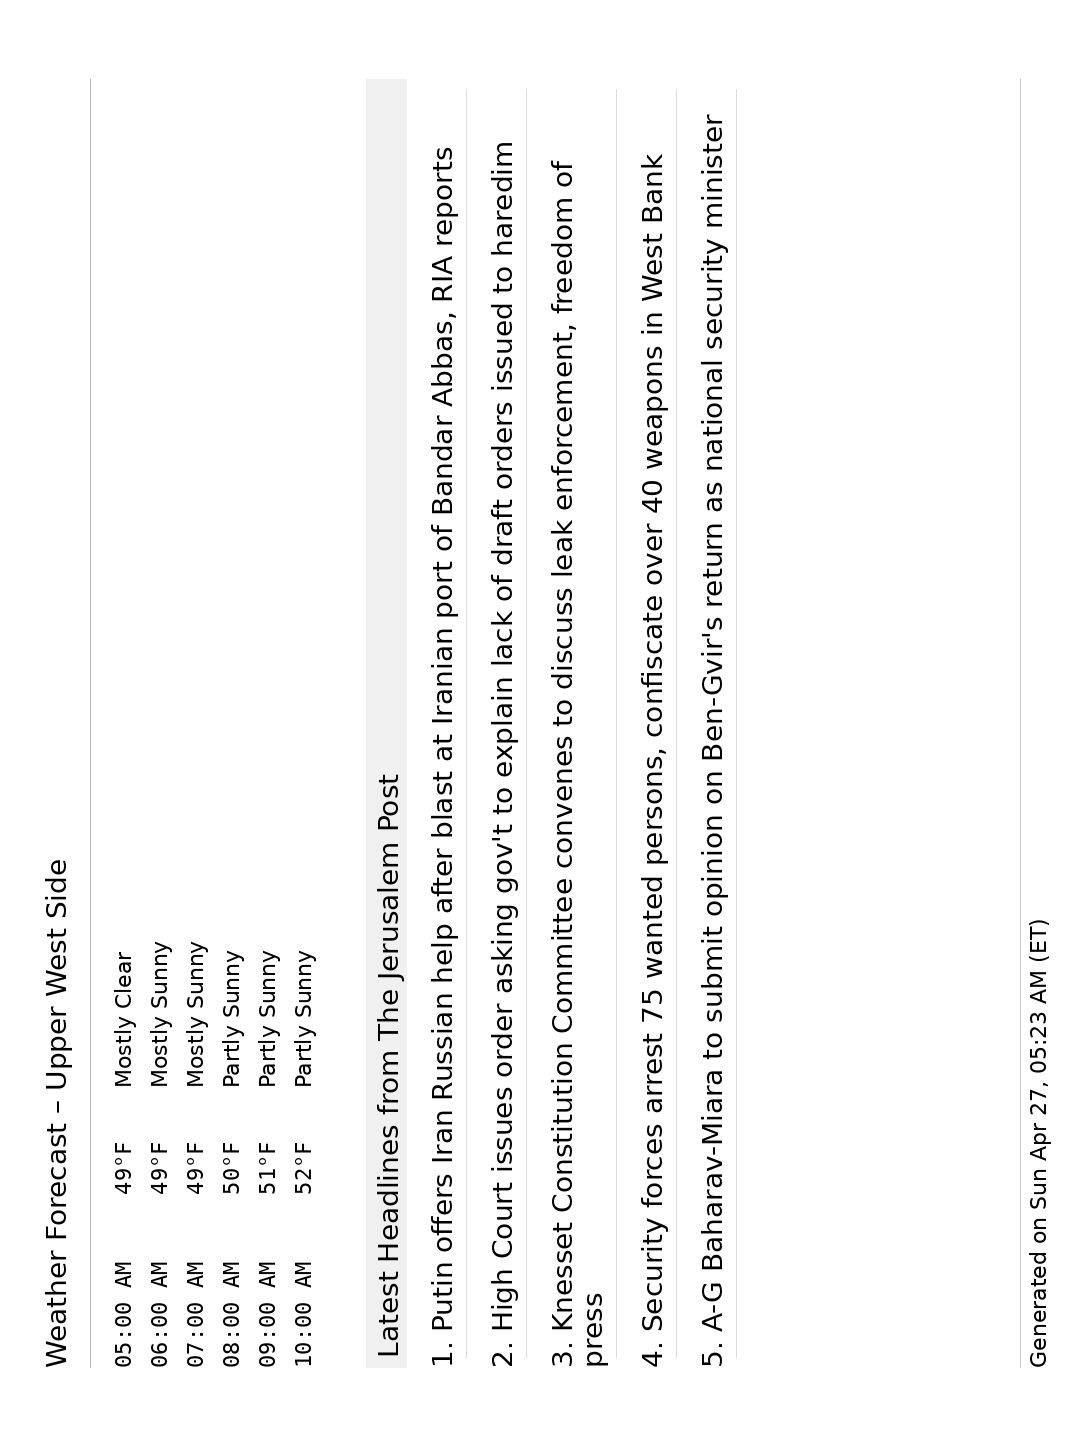 Weather Forecast – Upper West Side
05:00 AM 49°F Mostly Clear
06:00 AM 49°F Mostly Sunny
07:00 AM 49°F Mostly Sunny
08:00 AM 50°F Partly Sunny
09:00 AM 51°F Partly Sunny
10:00 AM 52°F Partly Sunny
Latest Headlines from The Jerusalem Post
1. Putin offers Iran Russian help after blast at Iranian port of Bandar Abbas, RIA reports
2. High Court issues order asking gov't to explain lack of draft orders issued to haredim
3. Knesset Constitution Committee convenes to discuss leak enforcement, freedom of
press
4. Security forces arrest 75 wanted persons, confiscate over 40 weapons in West Bank
5. A-G Baharav-Miara to submit opinion on Ben-Gvir's return as national security minister
Generated on Sun Apr 27, 05:23 AM (ET)